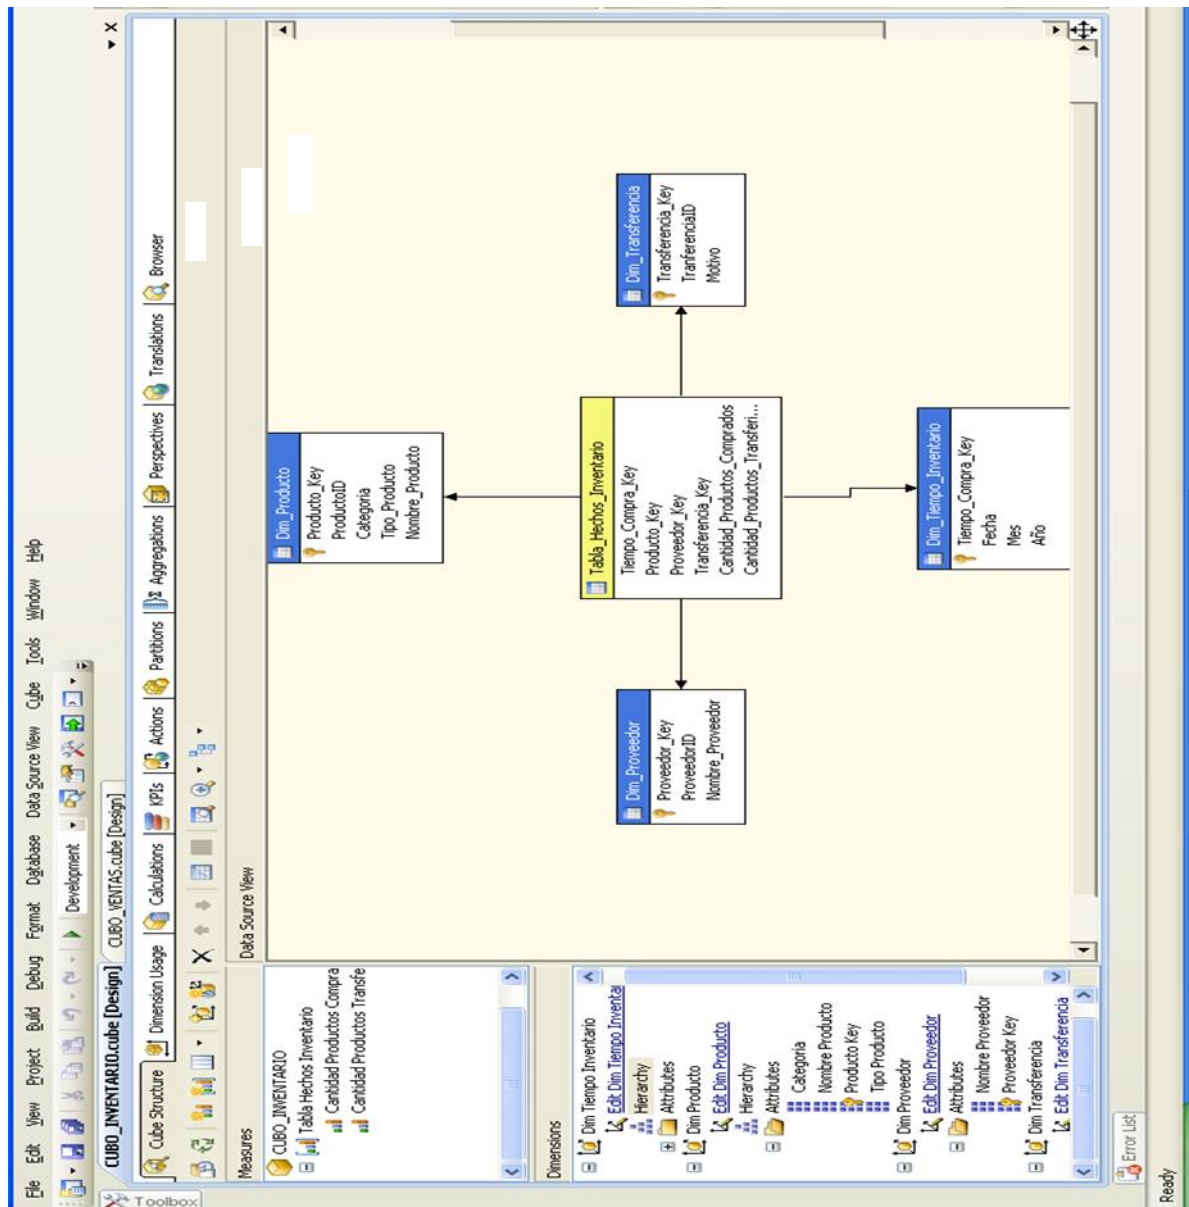 File Edit View Project Build Debug Format Database Data Source View Cube Tools Window Help
Development
CUBO_INVENTARIO.cube [Design] CUBO_VENTAS.cube [Design]
Toolbox
Cube Structure Dimension Usage Calculations KPIs Actions Partitions Aggregations Perspectives Translations Browser
Measures
CUBO_INVENTARIO
Tabla Hechos Inventario
Cantidad Productos Compra
Cantidad Productos Transfe
Dimensions
Dim Tiempo Inventario
Edit Dim Tiempo Inventar
Hierarchy
Attributes
Dim Producto
Edit Dim Producto
Hierarchy
Attributes
Categoria
Nombre Producto
Producto Key
Tipo Producto
Dim Proveedor
Edit Dim Proveedor
Attributes
Nombre Proveedor
Proveedor Key
Dim Transferencia
Edit Dim Transferencia
Data Source View
Dim_Producto
Producto_Key
ProductoID
Categoria
Tipo_Producto
Nombre_Producto
Dim_Proveedor
Proveedor_Key
ProveedorID
Nombre_Proveedor
Tabla_Hechos_Inventario
Tiempo_Compra_Key
Producto_Key
Proveedor_Key
Transferencia_Key
Cantidad_Productos_Comprados
Cantidad_Productos_Transferi...
Dim_Transferencia
Transferencia_Key
TranferenciaID
Motivo
Dim_Tiempo_Inventario
Tiempo_Compra_Key
Fecha
Mes
Año
Error List
Ready